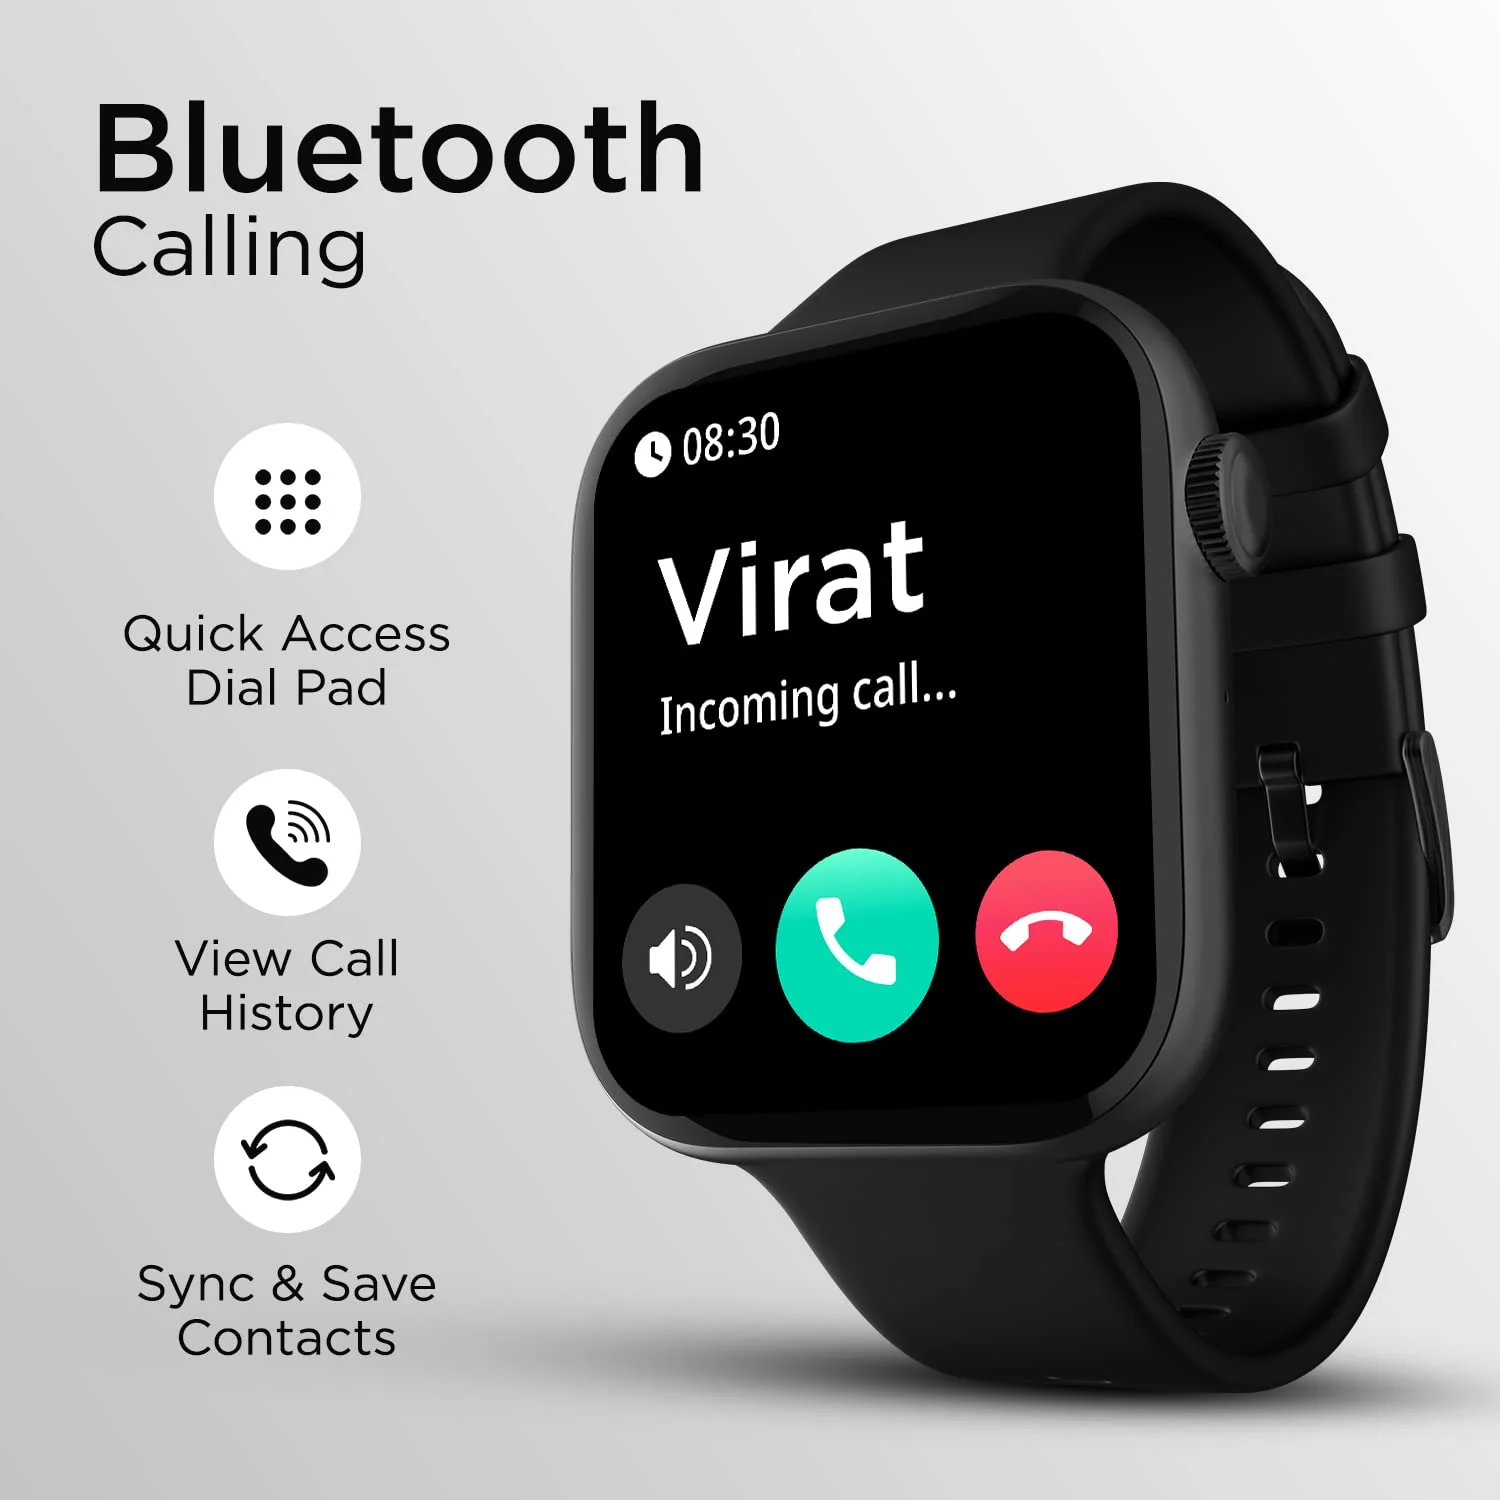 Bluetooth
Calling
Quick Access
Dial Pad
View Call
History
Sync & Save
Contacts
08:30
Virat
Incoming call...